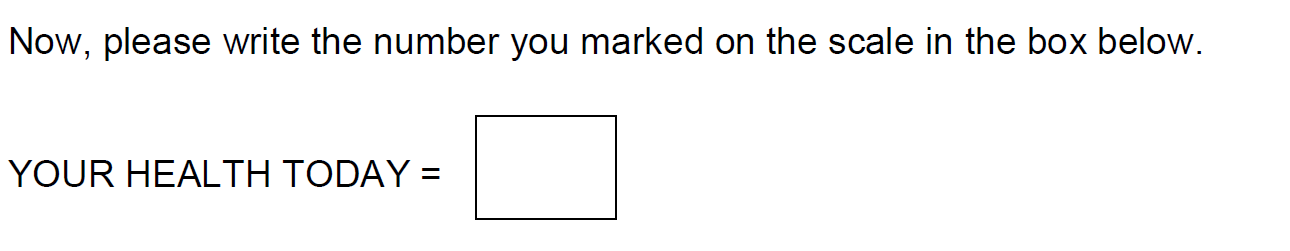 Now, please write the number you marked on the scale in the box below.
YOUR HEALTH TODAY =